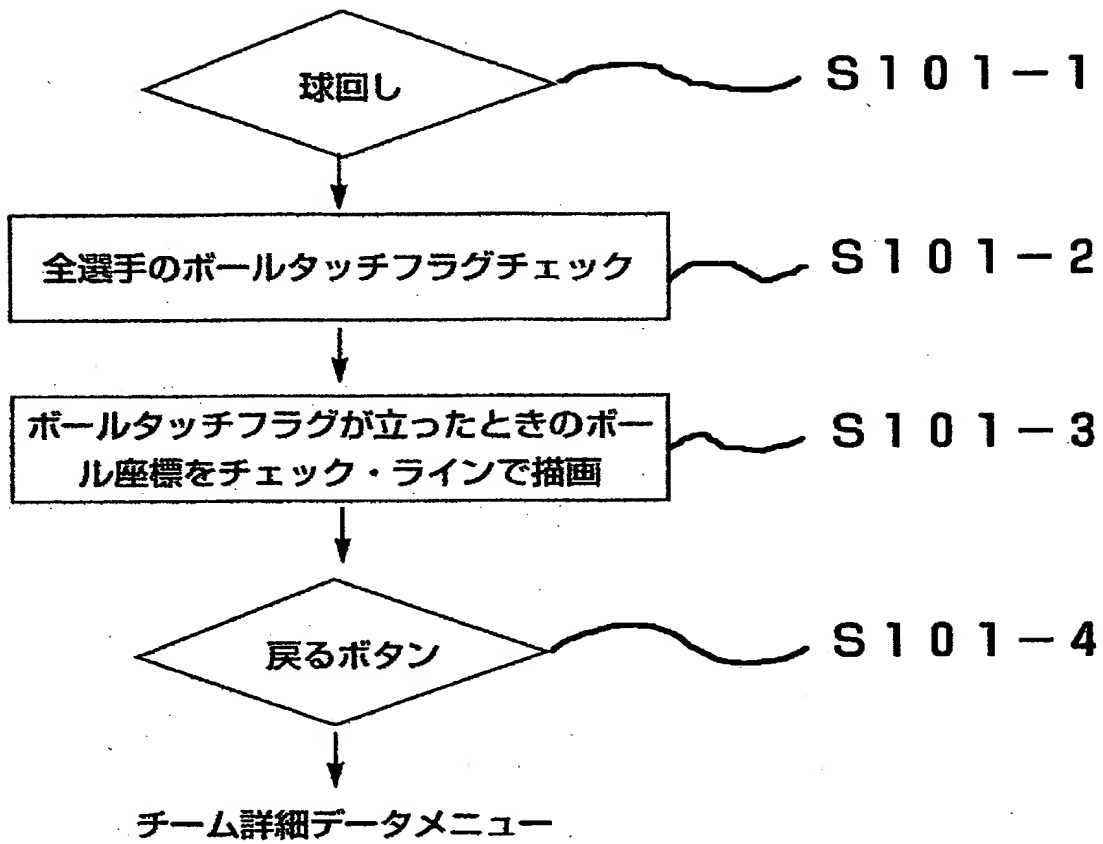 球回し
S101－1
全選手のボールタッチフラグチェック
S101－2
ボールタッチフラグが立ったときのボー
ル座標をチェック・ラインで描画
S101－3
戻るボタン
S101－4
チーム詳細データメニュー